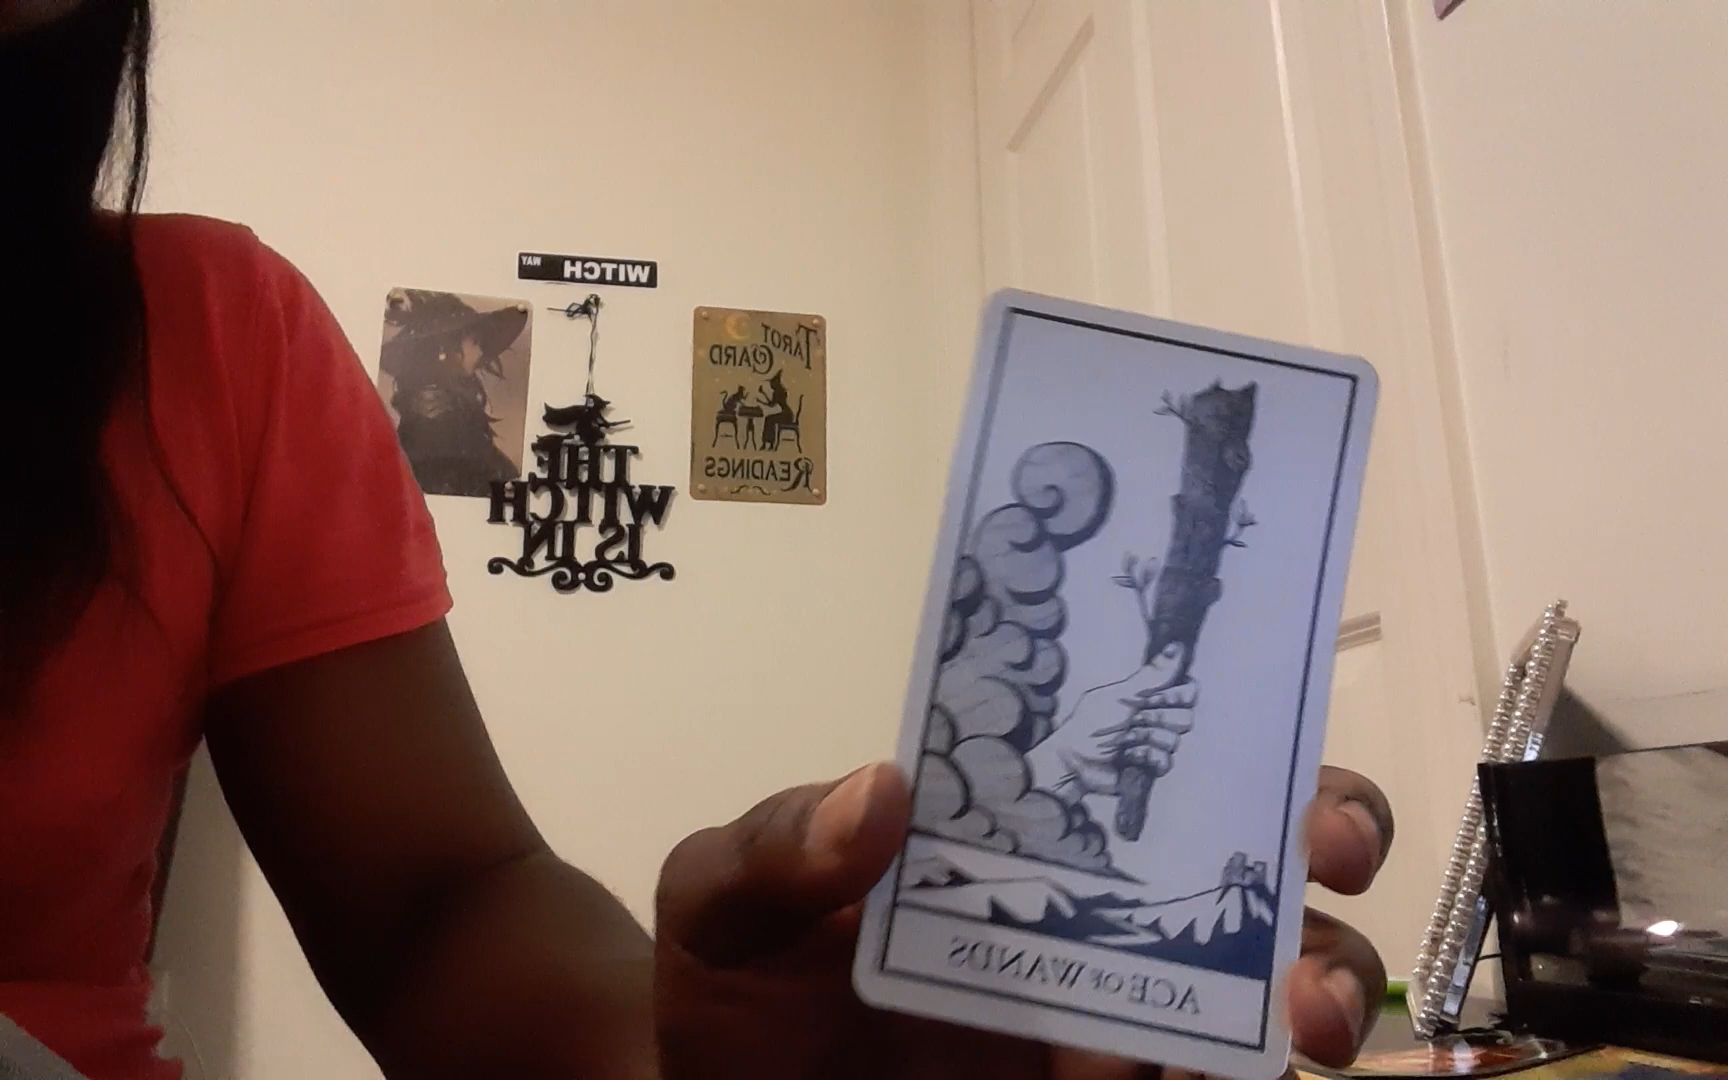 WITCH WAY
TAROT
CARD
READINGS
THE
WITCH
IS IN
ACE OF WANDS